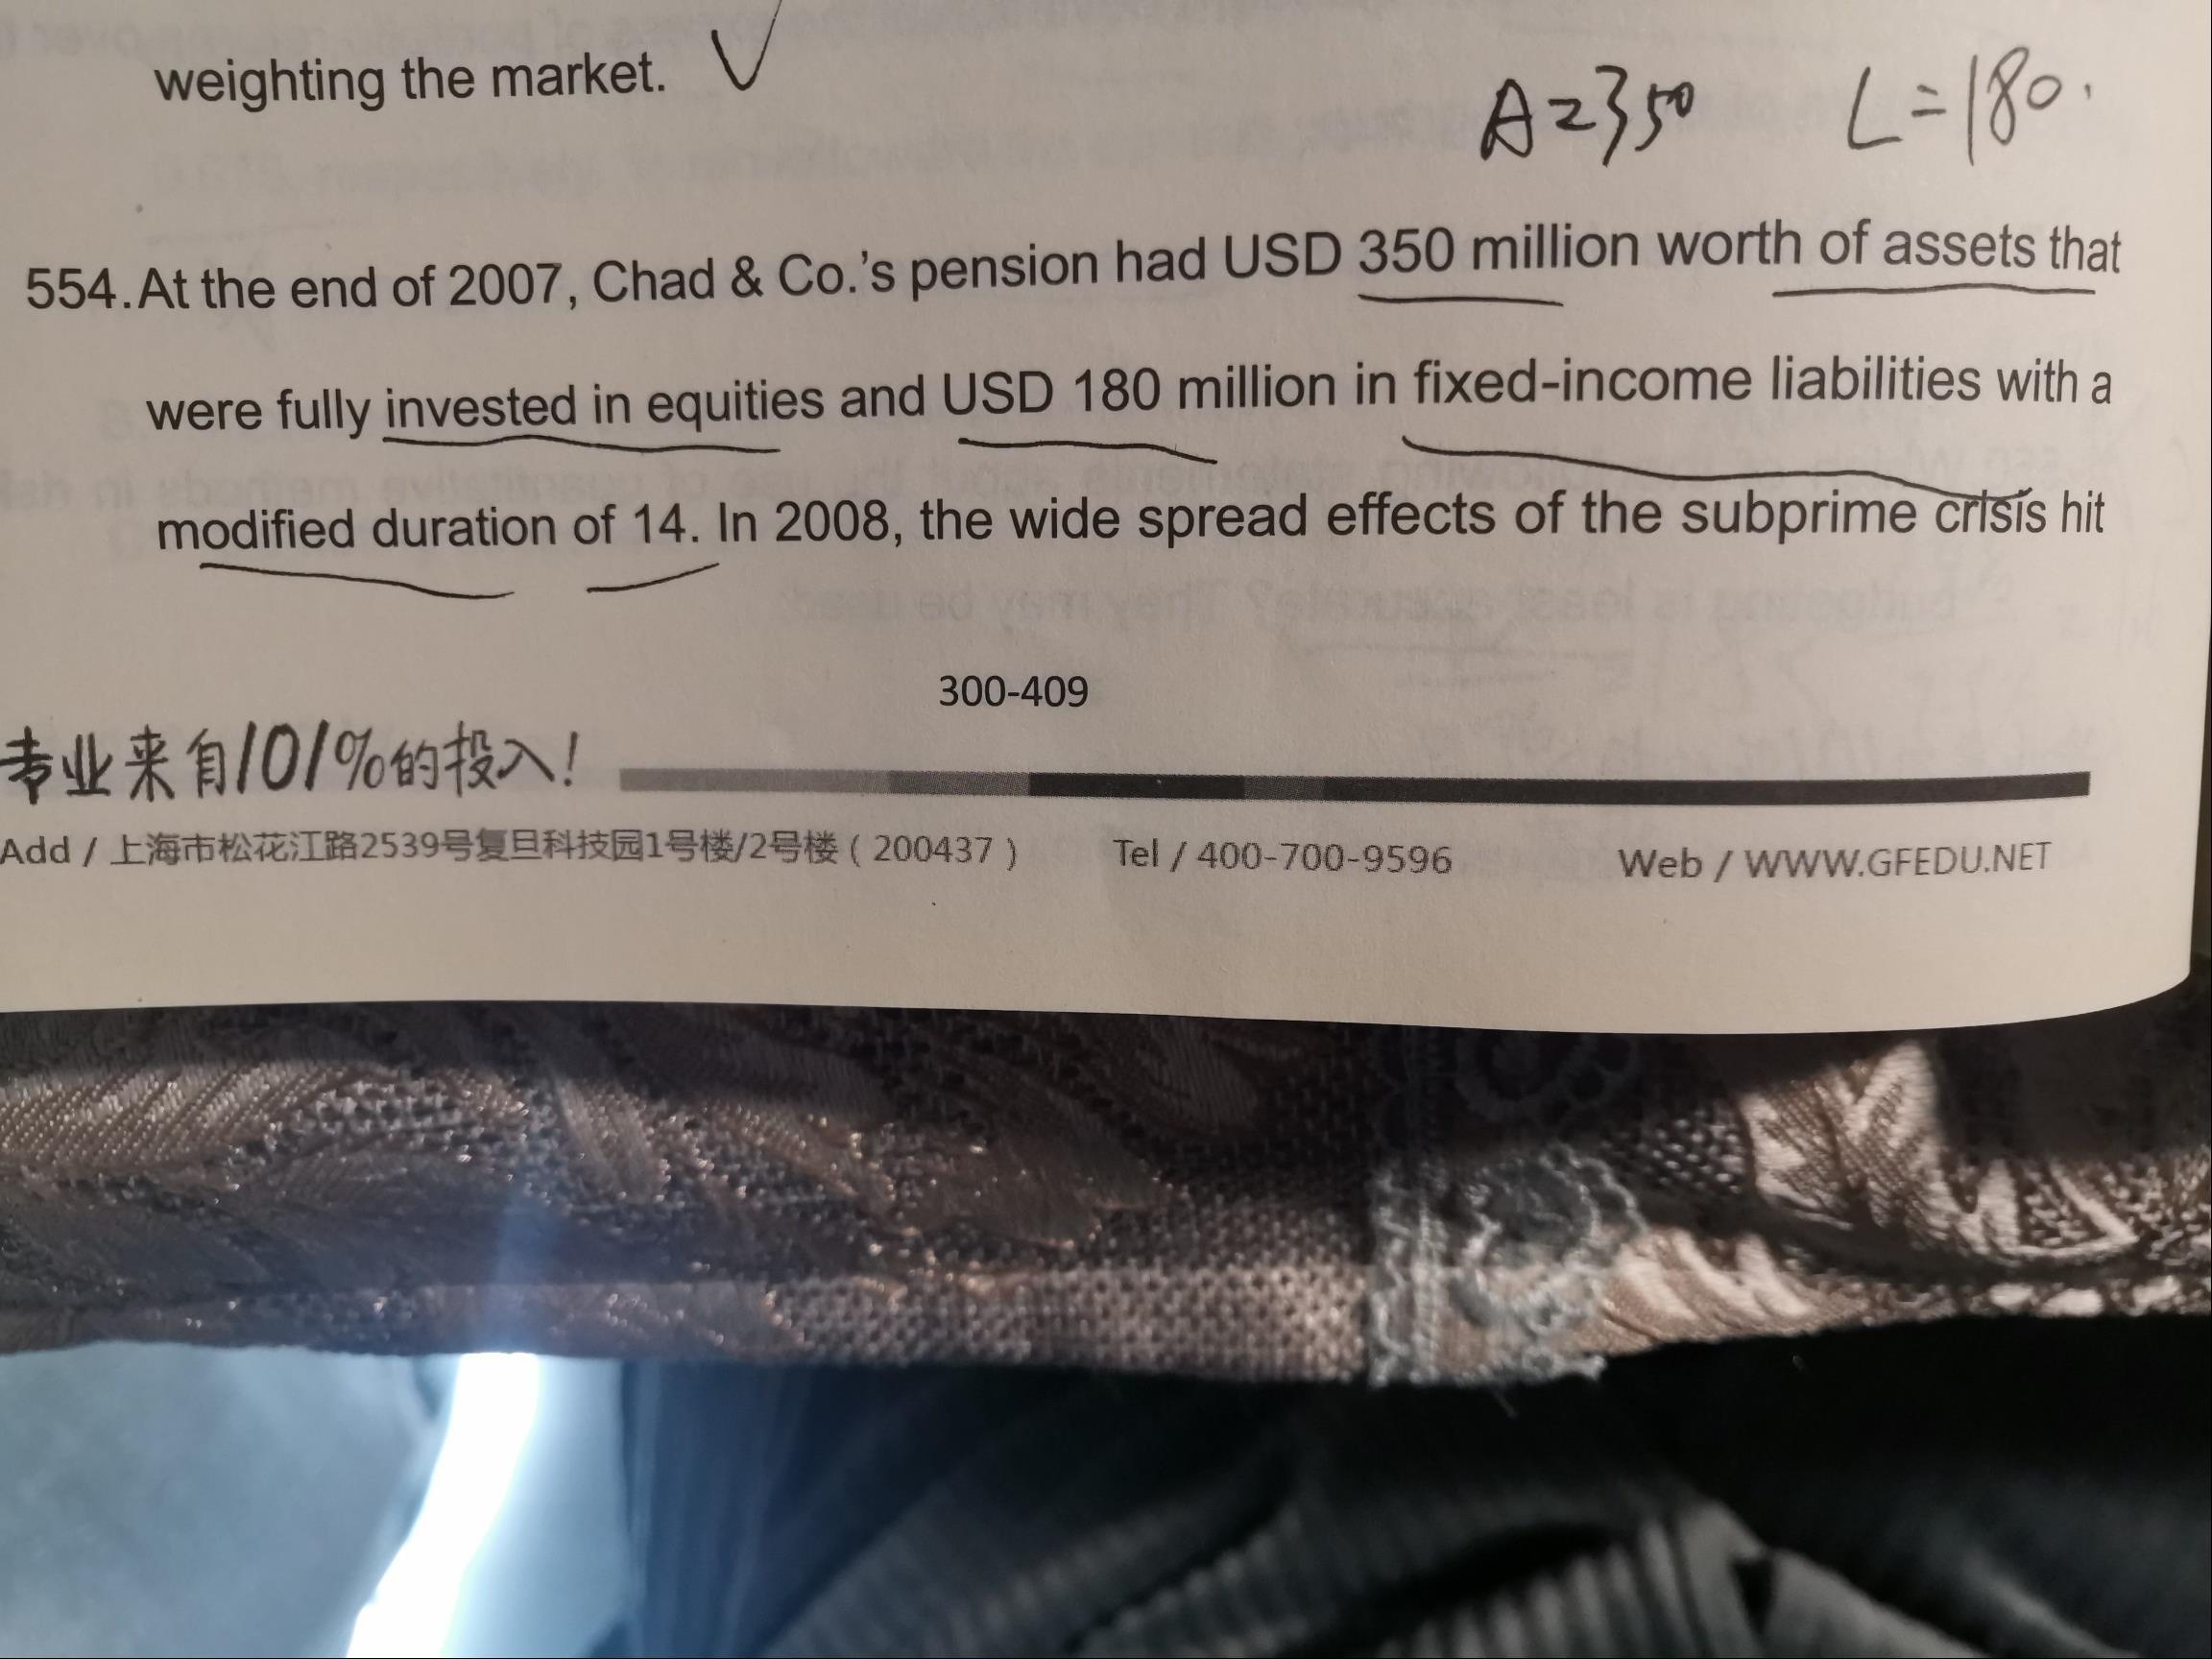 weighting the market.
A=350 L=180.
554.At the end of 2007, Chad & Co.'s pension had USD 350 million worth of assets that
were fully invested in equities and USD 180 million in fixed-income liabilities with a
modified duration of 14. In 2008, the wide spread effects of the subprime crisis hit
300-409
专业来自101%的投入!
Add / 上海市松花江路2539号复旦科技园1号楼/2号楼 ( 200437 ) Tel / 400-700-9596 Web / WWW.GFEDU.NET